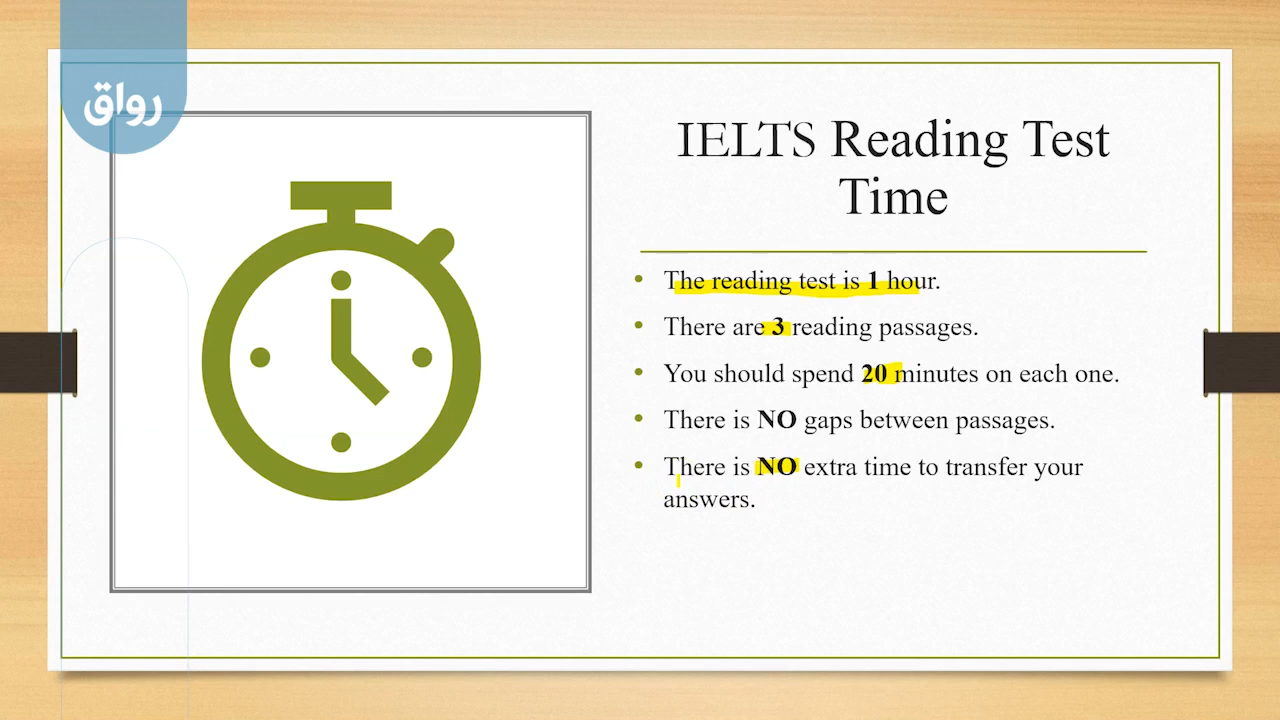 رواق
IELTS Reading Test
Time
• The reading test is 1 hour.
• There are 3 reading passages.
• You should spend 20 minutes on each one.
• There is NO gaps between passages.
• There is NO extra time to transfer your
answers.